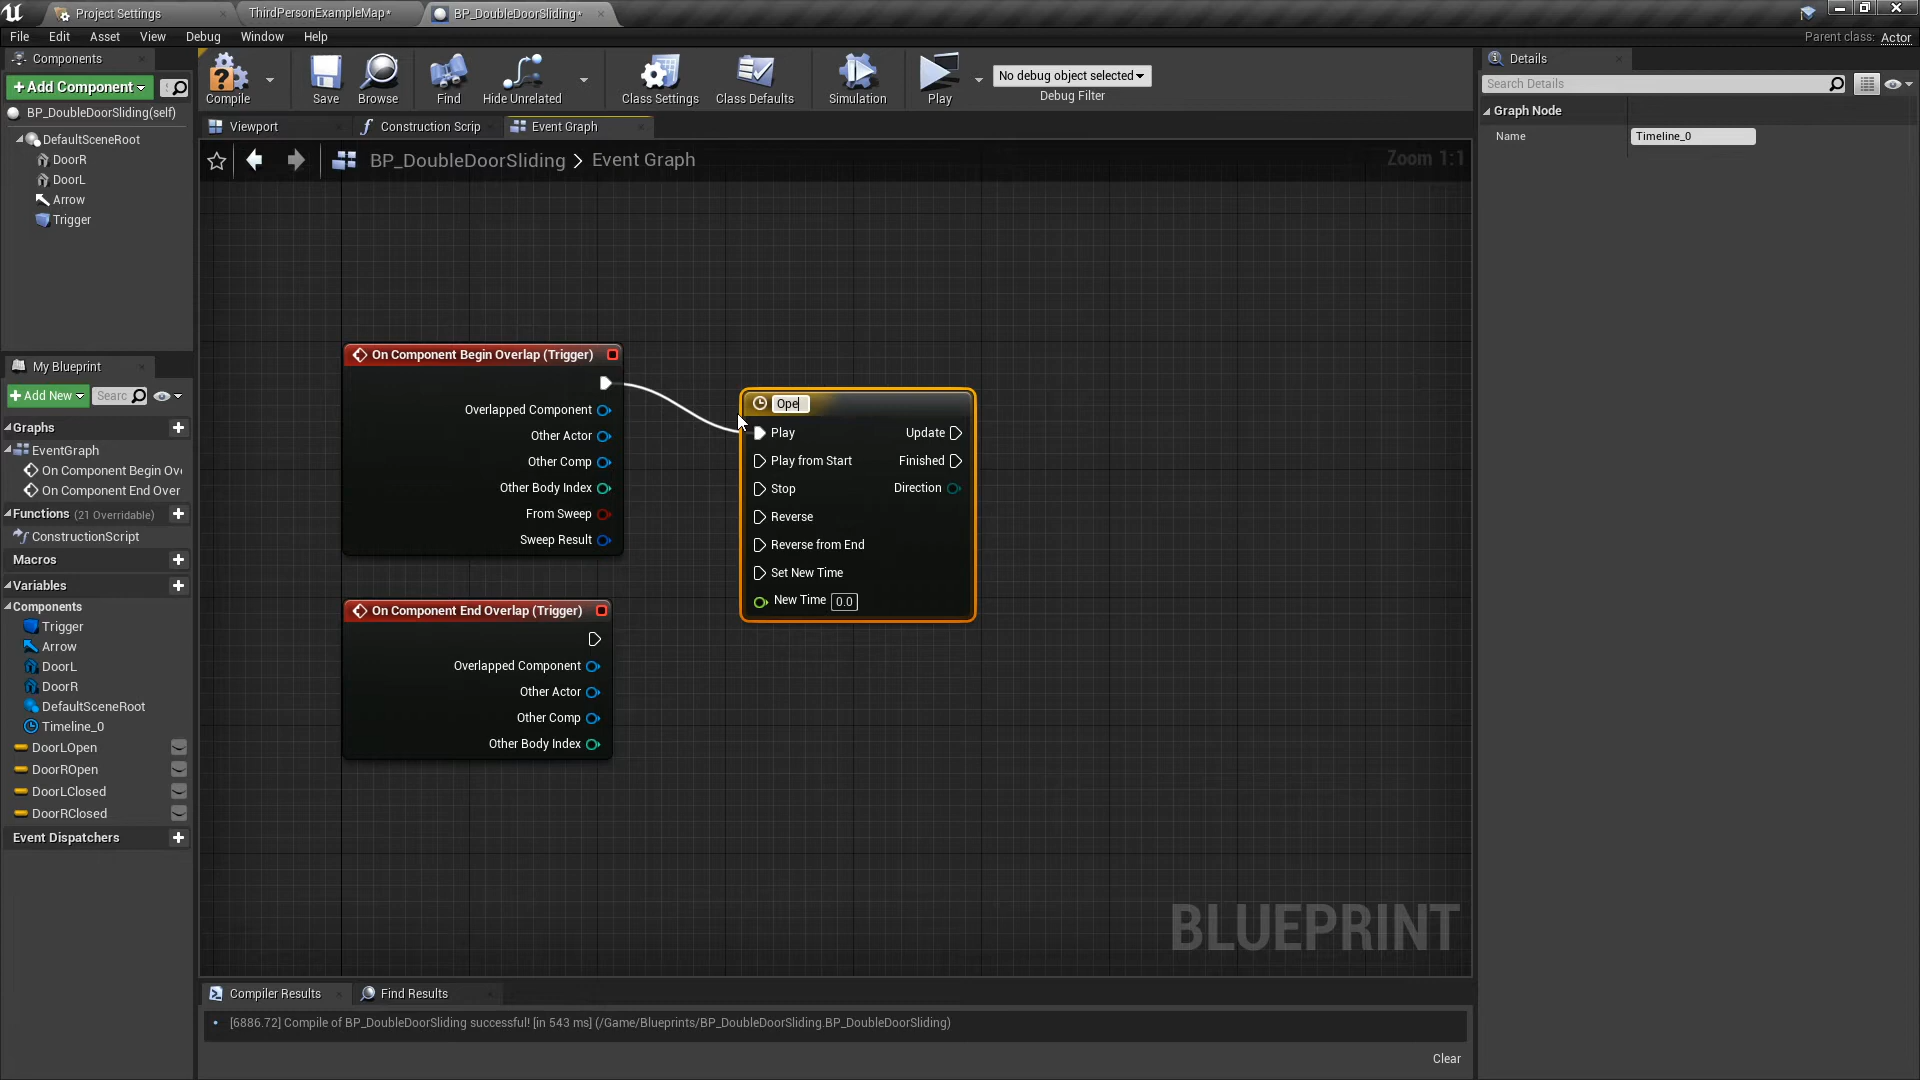 Project Settings
ThirdPersonExampleMap*
BP_DoubleDoorSliding*
File Edit Asset View Debug Window Help
Parent class: Actor
Components
+Add Component
BP_DoubleDoorSliding(self)
DefaultSceneRoot
DoorR
DoorL
Arrow
Trigger
Compile
Save
Browse
Find
Hide Unrelated
Class Settings
Class Defaults
Simulation
Play
No debug object selected
Debug Filter
Viewport
Construction Scrip
Event Graph
BP_DoubleDoorSliding > Event Graph
Zoom 1:1
On Component Begin Overlap (Trigger)
Overlapped Component
Other Actor
Other Comp
Other Body Index
From Sweep
Sweep Result
Ope
Play
Update
Play from Start
Finished
Stop
Direction
Reverse
Reverse from End
Set New Time
New Time 0.0
On Component End Overlap (Trigger)
Overlapped Component
Other Actor
Other Comp
Other Body Index
BLUEPRINT
My Blueprint
+Add New
Searc
Graphs
EventGraph
On Component Begin Ov
On Component End Over
Functions (21 Overridable)
ConstructionScript
Macros
Variables
Components
Trigger
Arrow
DoorL
DoorR
DefaultSceneRoot
Timeline_0
DoorLOpen
DoorROpen
DoorLClosed
DoorRClosed
Event Dispatchers
Compiler Results
Find Results
[6886.72] Compile of BP_DoubleDoorSliding successful! [in 543 ms] (/Game/Blueprints/BP_DoubleDoorSliding.BP_DoubleDoorSliding)
Clear
Details
Search Details
Graph Node
Name
Timeline_0